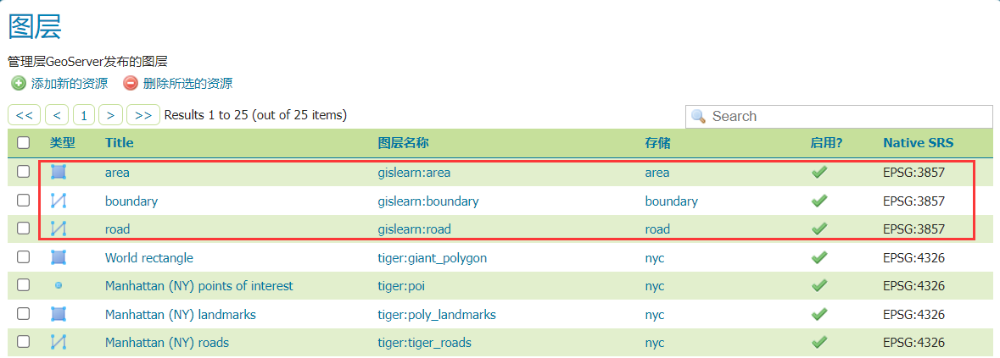 图层
管理层GeoServer发布的图层
添加新的资源 删除所选的资源
<< < 1 > >> Results 1 to 25 (out of 25 items) Search
类型 Title 图层名称 存储 启用? Native SRS
area gislearn:area area EPSG:3857
boundary gislearn:boundary boundary EPSG:3857
road gislearn:road road EPSG:3857
World rectangle tiger:giant_polygon nyc EPSG:4326
Manhattan (NY) points of interest tiger:poi nyc EPSG:4326
Manhattan (NY) landmarks tiger:poly_landmarks nyc EPSG:4326
Manhattan (NY) roads tiger:tiger_roads nyc EPSG:4326